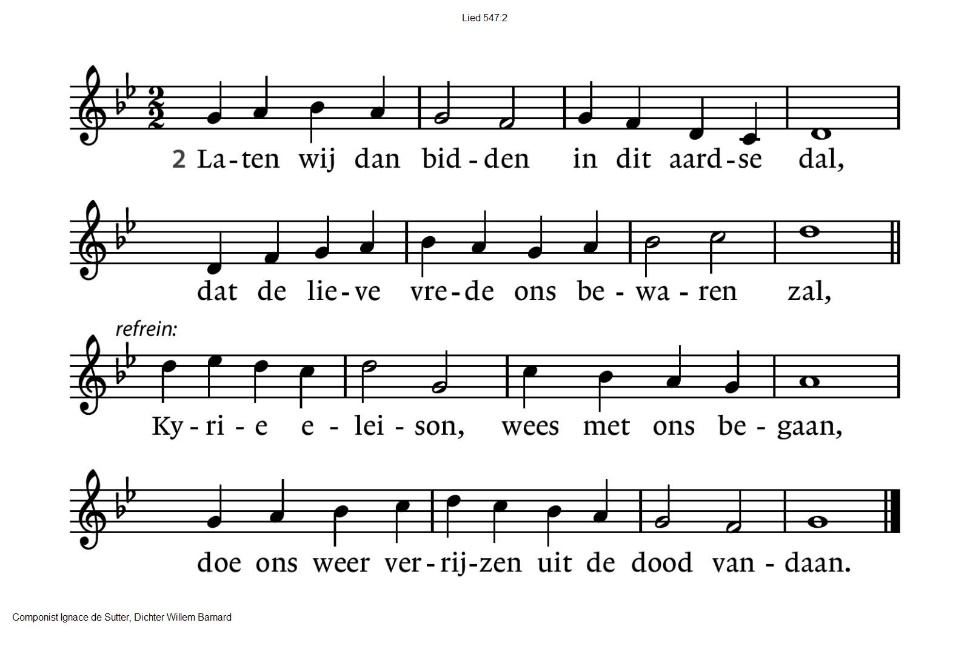 Lied 547:2
2 La-ten wij dan bid-den in dit aard-se dal,
dat de lie-ve vre-de ons be-wa-ren zal,
refrein:
Ky-ri-e e-lei-son, wees met ons be-gaan,
doe ons weer ver-rij-zen uit de dood van-daan.
Componist Ignace de Sutter, Dichter Willem Barnard